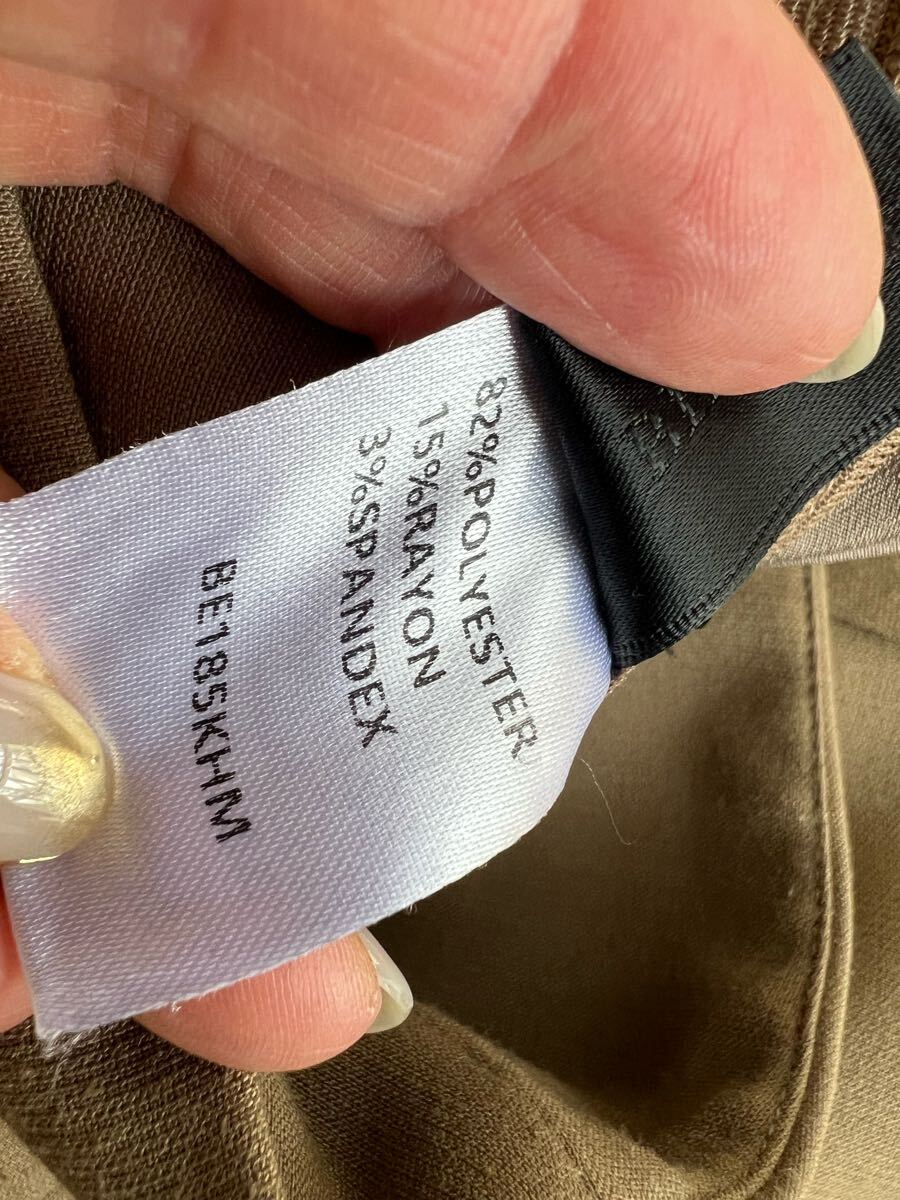 82%POLYESTER
15%RAYON
3%SPANDEX
BE185KHM